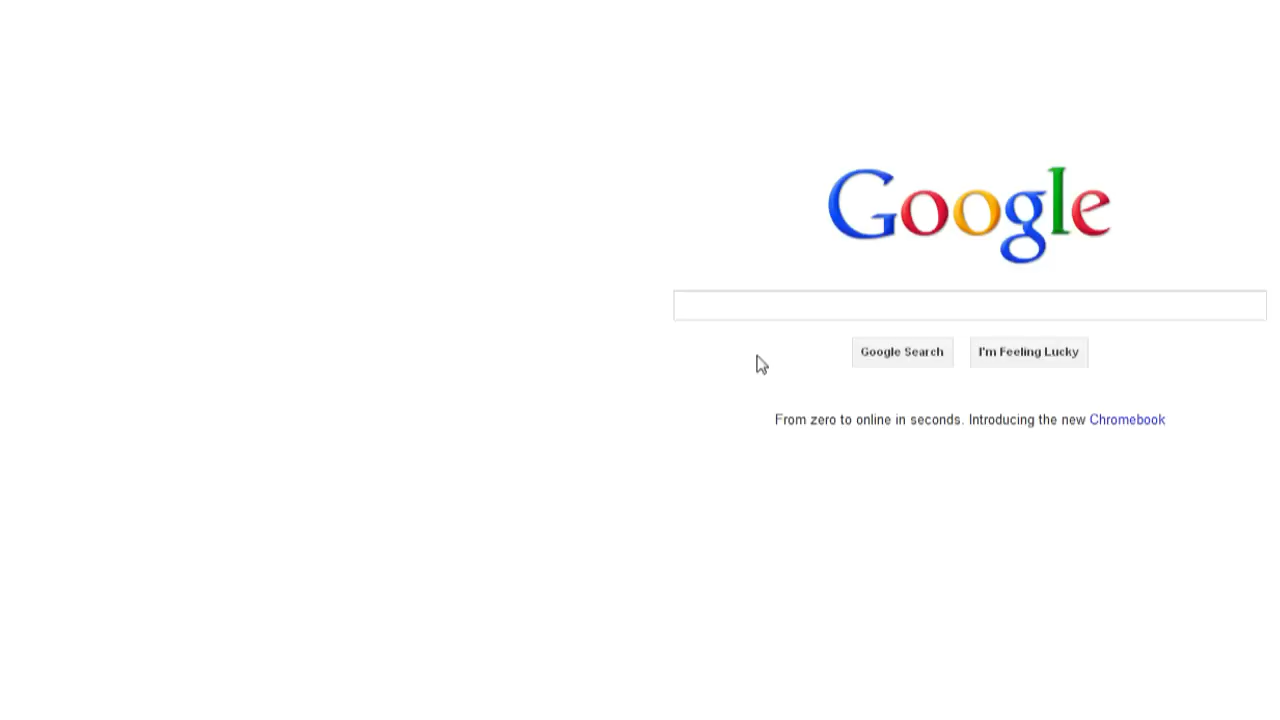 Google
Google Search I'm Feeling Lucky
From zero to online in seconds. Introducing the new Chromebook